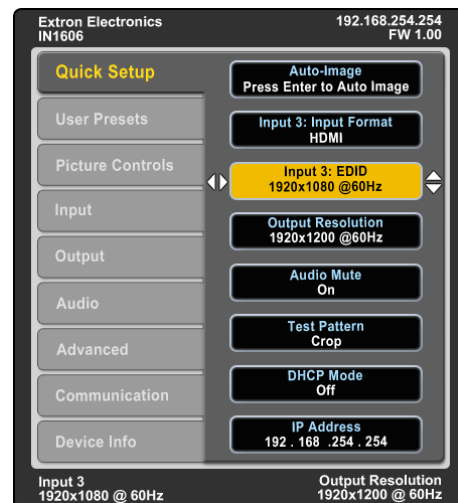 Extron Electronics
IN1606
192.168.254.254
FW 1.00
Quick Setup
User Presets
Picture Controls
Input
Output
Audio
Advanced
Communication
Device Info
Auto-Image
Press Enter to Auto Image
Input 3: Input Format
HDMI
Input 3: EDID
1920x1080 @60Hz
Output Resolution
1920x1200 @60Hz
Audio Mute
On
Test Pattern
Crop
DHCP Mode
Off
IP Address
192 . 168 .254 . 254
Input 3
1920x1080 @ 60Hz
Output Resolution
1920x1200 @ 60Hz